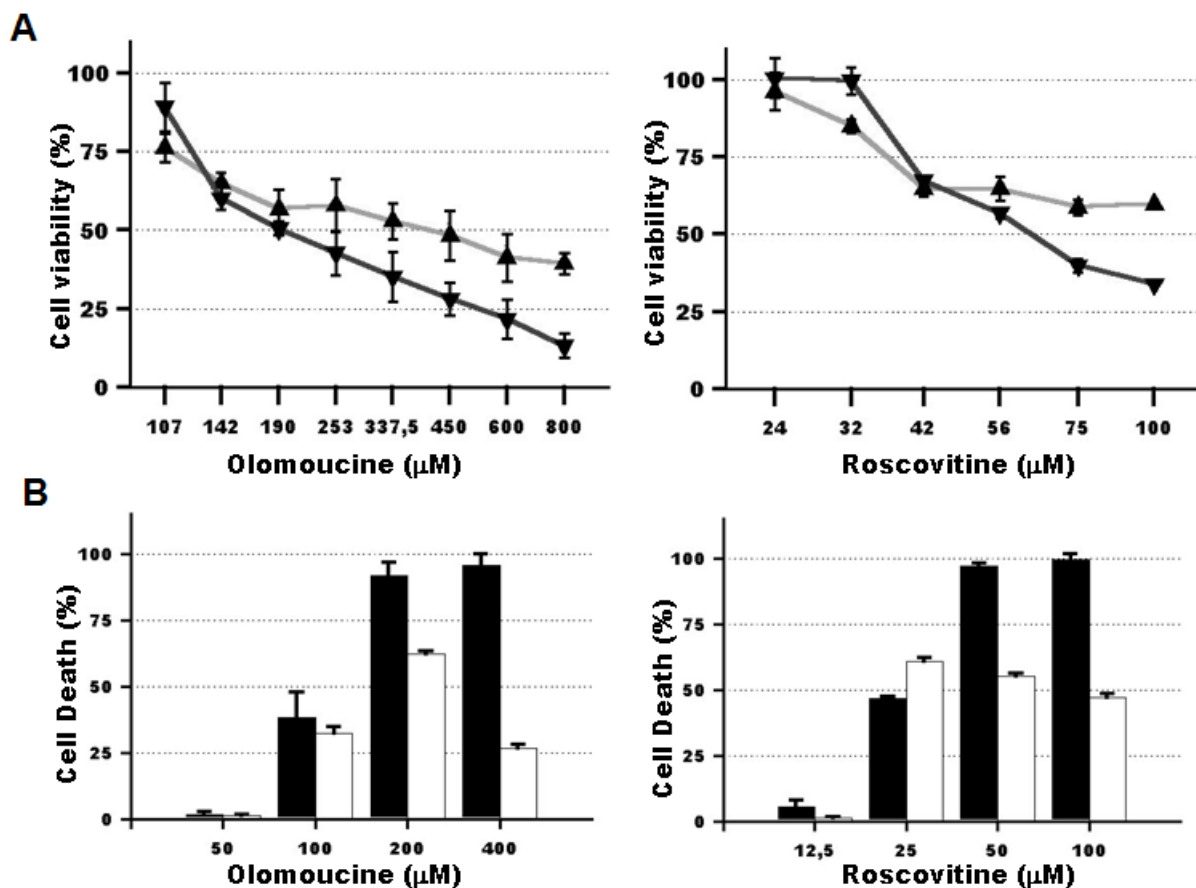 A
Cell viability (%)
100
75
50
25
0
107 142 190 253 337,5 450 600 800
Olomoucine (µM)
Cell viability (%)
100
75
50
25
0
24 32 42 56 75 100
Roscovitine (µM)
B
Cell Death (%)
100
75
50
25
0
50 100 200 400
Olomoucine (µM)
Cell Death (%)
100
75
50
25
0
12,5 25 50 100
Roscovitine (µM)